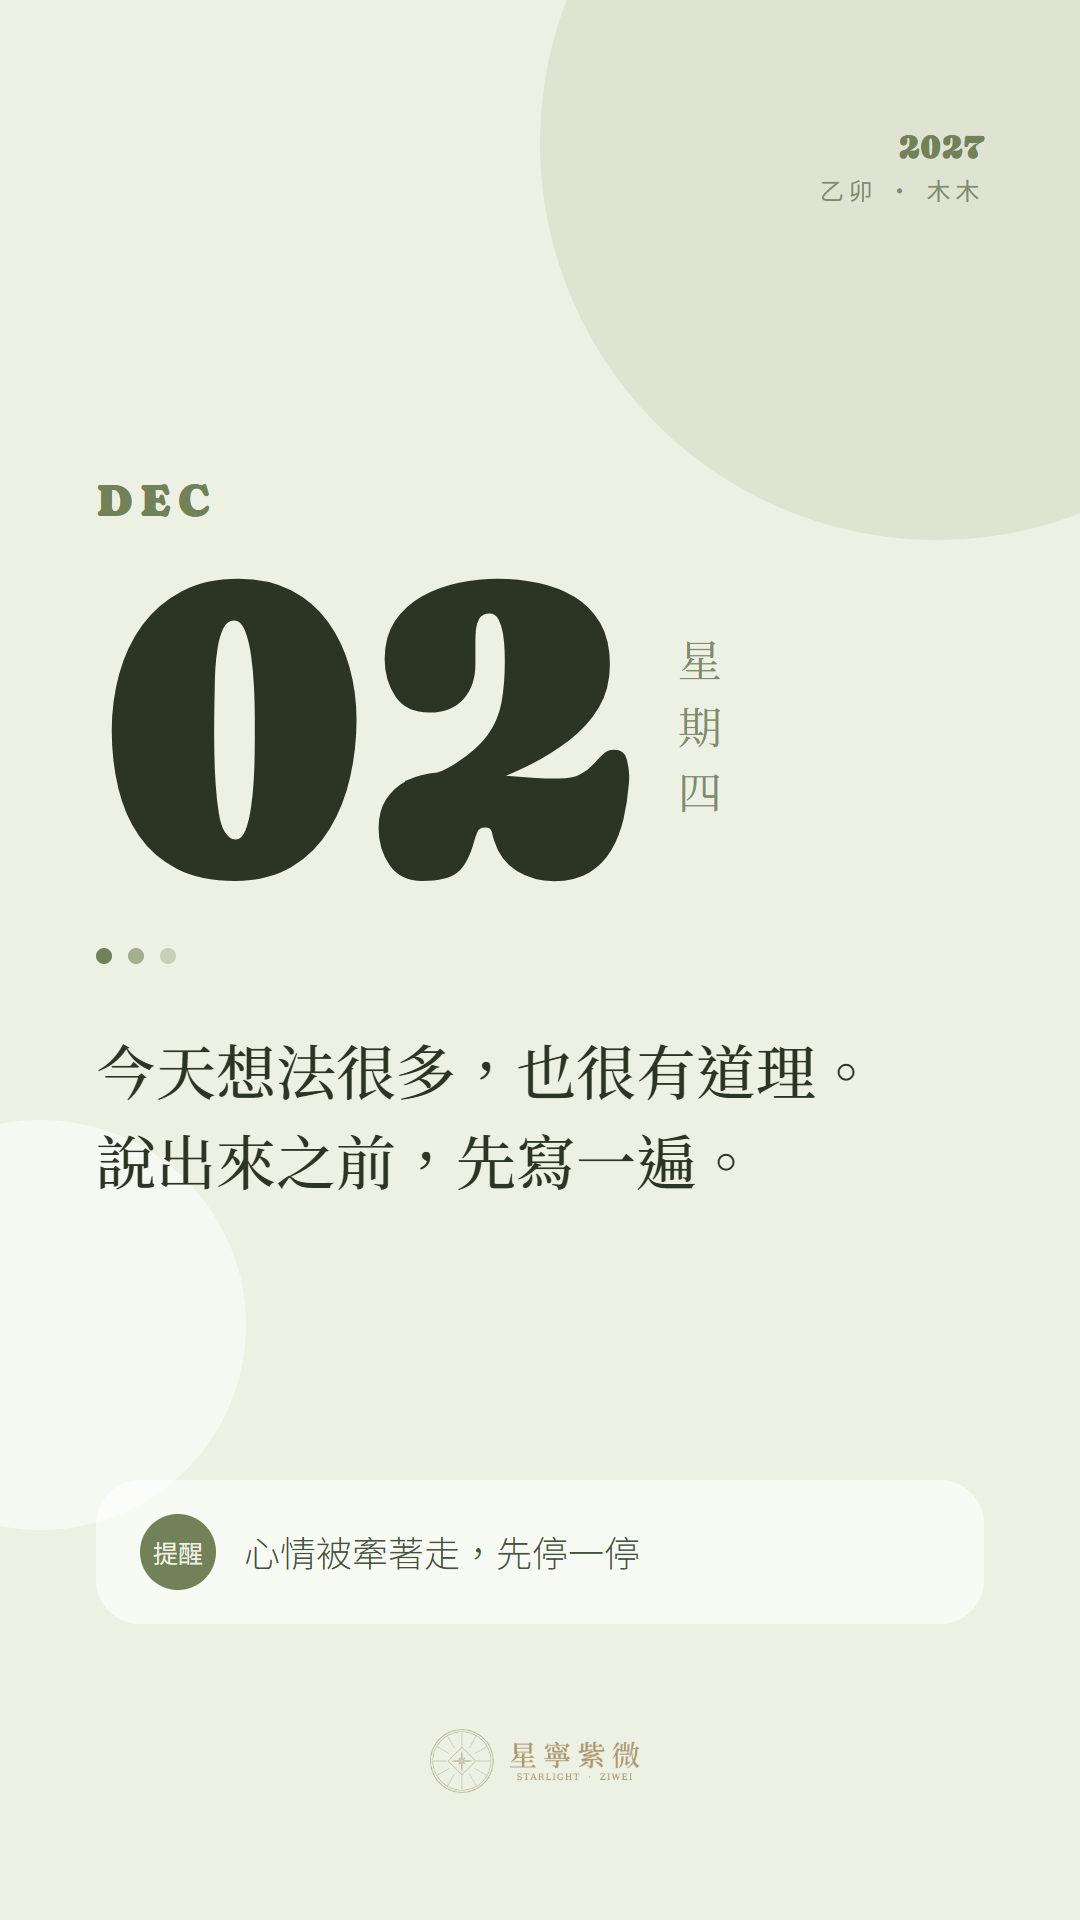 2027
乙卯 · 木木
DEC
02
星期四
今天想法很多，也很有道理。
說出來之前，先寫一遍。
提醒
心情被牽著走，先停一停
星寧紫微
STARLIGHT · ZIWEI